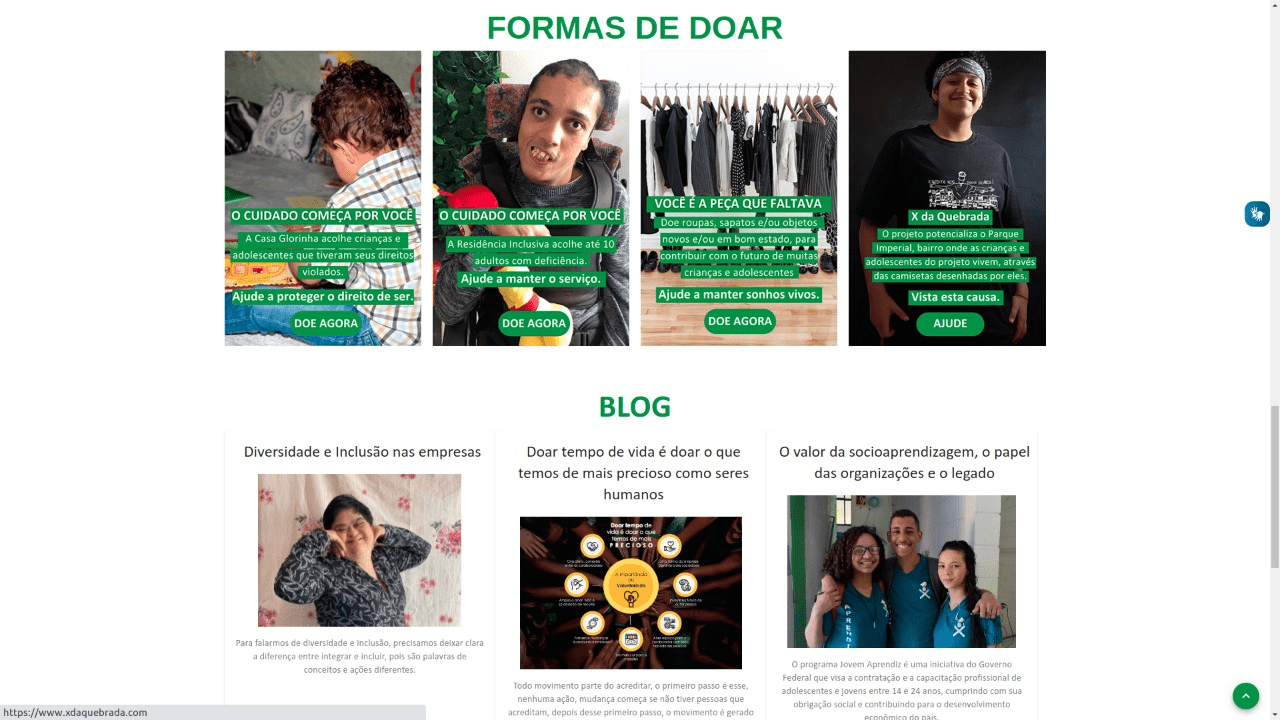 FORMAS DE DOAR
O CUIDADO COMEÇA POR VOCÊ
A Casa Glorinha acolhe crianças e
adolescentes que tiveram seus direitos
violados.
Ajude a proteger o direito de ser.
DOE AGORA
O CUIDADO COMEÇA POR VOCÊ
A Residência Inclusiva acolhe até 10
adultos com deficiência.
Ajude a manter o serviço.
DOE AGORA
VOCÊ É A PEÇA QUE FALTAVA
Doe roupas, sapatos e/ou objetos
novos e/ou em bom estado, para
contribuir com o futuro de muitas
crianças e adolescentes
Ajude a manter sonhos vivos.
DOE AGORA
X da Quebrada
O projeto potencializa o Parque
Imperial, bairro onde as crianças e
adolescentes do projeto vivem, através
das camisetas desenhadas por eles.
Vista esta causa.
AJUDE
BLOG
Diversidade e Inclusão nas empresas
Para falarmos de diversidade e inclusão, precisamos deixar clara
a diferença entre integrar e incluir, pois são palavras de
conceitos e ações diferentes.
Doar tempo de vida é doar o que
temos de mais precioso como seres
humanos
Doar tempo de
vida é doar o que
temos de mais
PRECIOSO
A importância
do
Voluntariado
Todo movimento parte do acreditar, o primeiro passo é esse,
nenhuma ação, mudança começa se não tiver pessoas que
acreditam, depois desse primeiro passo, o movimento é gerado
O valor da socioaprendizagem, o papel
das organizações e o legado
O programa Jovem Aprendiz é uma iniciativa do Governo
Federal que visa a contratação e a capacitação profissional de
adolescentes e jovens entre 14 e 24 anos, cumprindo com sua
obrigação social e contribuindo para o desenvolvimento
econômico do país.
https://www.xdaquebrada.com